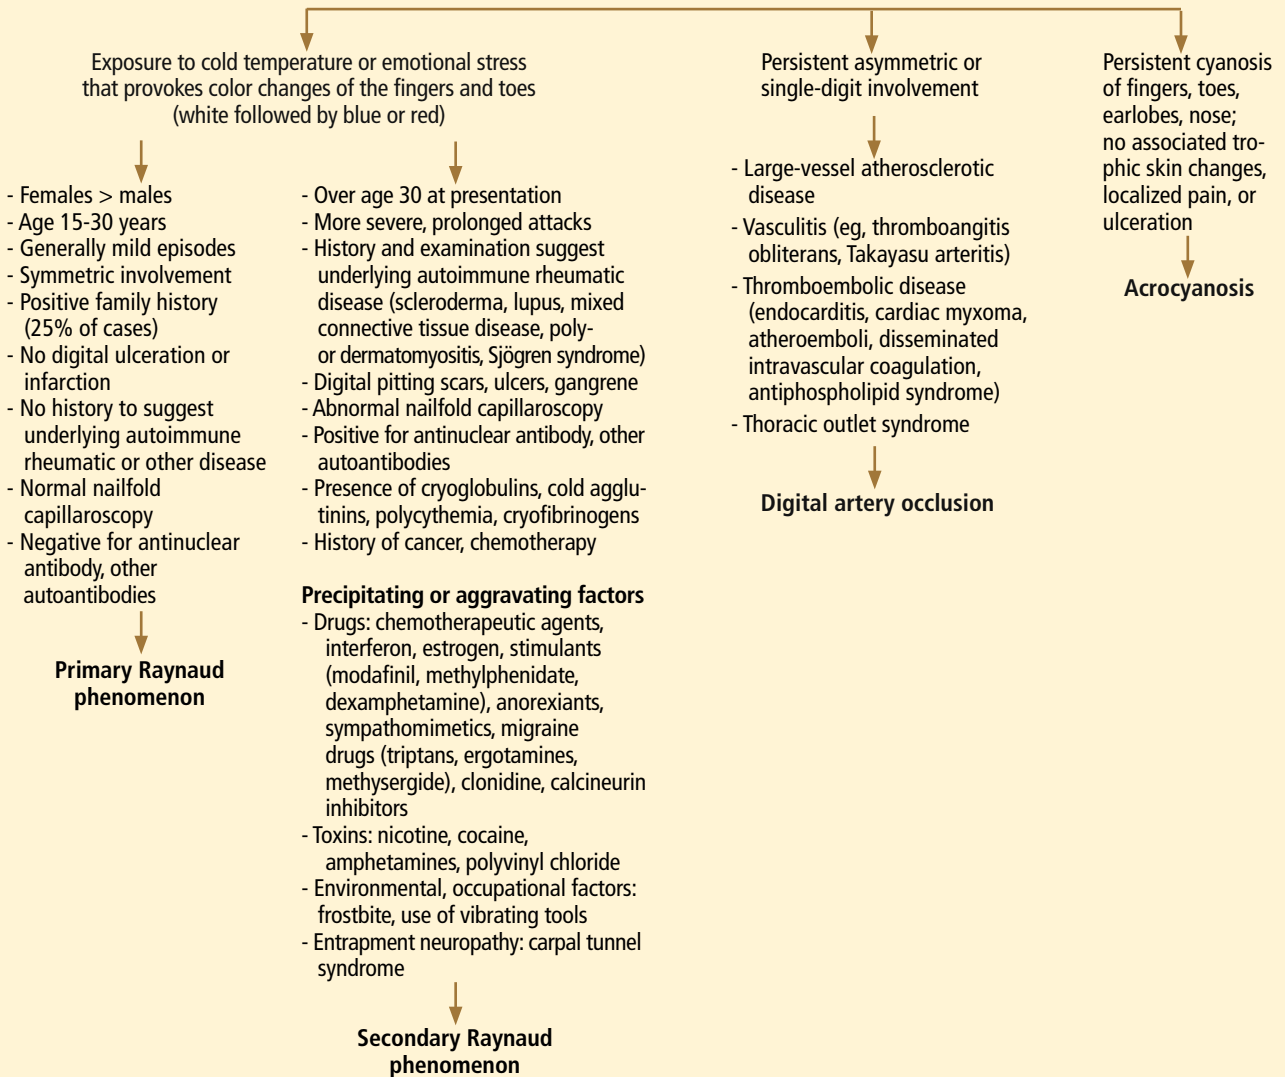 Exposure to cold temperature or emotional stress
that provokes color changes of the fingers and toes
(white followed by blue or red)
- Females > males
- Age 15-30 years
- Generally mild episodes
- Symmetric involvement
- Positive family history
(25% of cases)
- No digital ulceration or
infarction
- No history to suggest
underlying autoimmune
rheumatic or other disease
- Normal nailfold
capillaroscopy
- Negative for antinuclear
antibody, other
autoantibodies
Primary Raynaud
phenomenon
- Over age 30 at presentation
- More severe, prolonged attacks
- History and examination suggest
underlying autoimmune rheumatic
disease (scleroderma, lupus, mixed
connective tissue disease, poly-
or dermatomyositis, Sjögren syndrome)
- Digital pitting scars, ulcers, gangrene
- Abnormal nailfold capillaroscopy
- Positive for antinuclear antibody, other
autoantibodies
- Presence of cryoglobulins, cold agglu-
tinins, polycythemia, cryofibrinogens
- History of cancer, chemotherapy
Precipitating or aggravating factors
- Drugs: chemotherapeutic agents,
interferon, estrogen, stimulants
(modafinil, methylphenidate,
dexamphetamine), anorexiants,
sympathomimetics, migraine
drugs (triptans, ergotamines,
methysergide), clonidine, calcineurin
inhibitors
- Toxins: nicotine, cocaine,
amphetamines, polyvinyl chloride
- Environmental, occupational factors:
frostbite, use of vibrating tools
- Entrapment neuropathy: carpal tunnel
syndrome
Secondary Raynaud
phenomenon
Persistent asymmetric or
single-digit involvement
- Large-vessel atherosclerotic
disease
- Vasculitis (eg, thromboangitis
obliterans, Takayasu arteritis)
- Thromboembolic disease
(endocarditis, cardiac myxoma,
atheroemboli, disseminated
intravascular coagulation,
antiphospholipid syndrome)
- Thoracic outlet syndrome
Digital artery occlusion
Persistent cyanosis
of fingers, toes,
earlobes, nose;
no associated tro-
phic skin changes,
localized pain, or
ulceration
Acrocyanosis